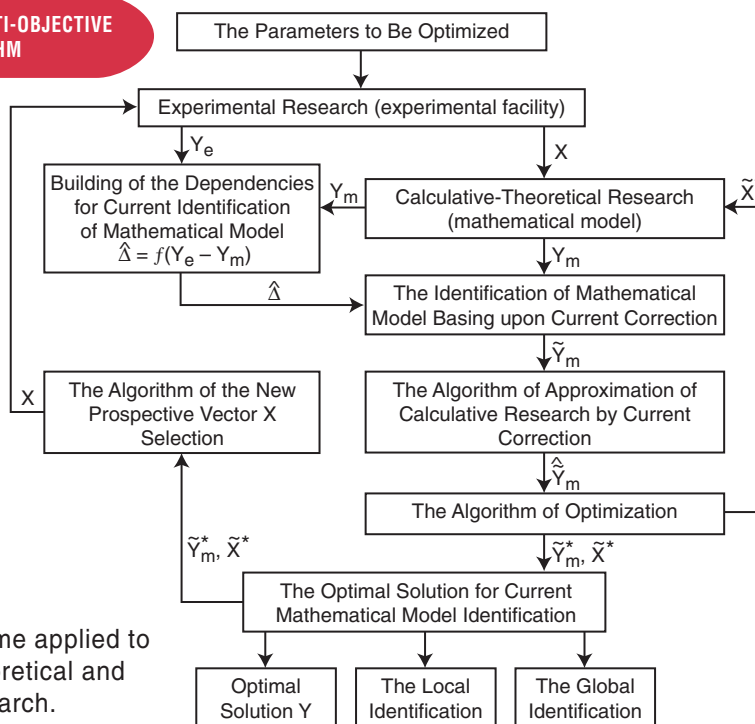 TI-OBJECTIVE
HM
The Parameters to Be Optimized
Experimental Research (experimental facility)
Yₑ
X
Building of the Dependencies
for Current Identification
of Mathematical Model
Δ̂ = f(Yₑ – Yₘ)
Yₘ
Calculative-Theoretical Research
(mathematical model)
X̃
Yₘ
Δ̂
The Identification of Mathematical
Model Basing upon Current Correction
Ỹₘ
X
The Algorithm of the New
Prospective Vector X
Selection
The Algorithm of Approximation of
Calculative Research by Current
Correction
Ỹ̂ₘ
The Algorithm of Optimization
Ỹ*ₘ, X̃*
Ỹ*ₘ, X̃*
The Optimal Solution for Current
Mathematical Model Identification
me applied to
oretical and
arch.
Optimal
Solution Y
The Local
Identification
The Global
Identification